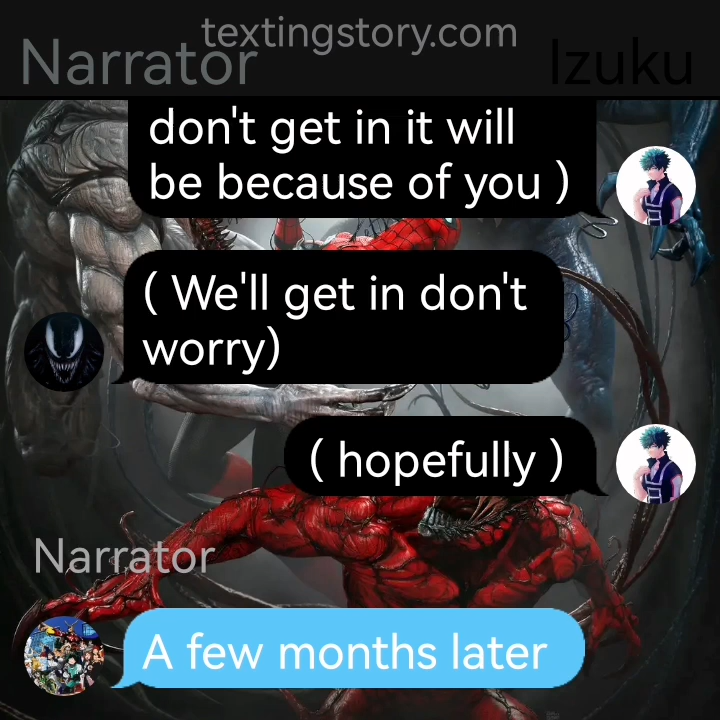 textingstory.com
Narrator
Izuku
don't get in it will
be because of you )
( We'll get in don't
worry)
( hopefully )
Narrator
A few months later